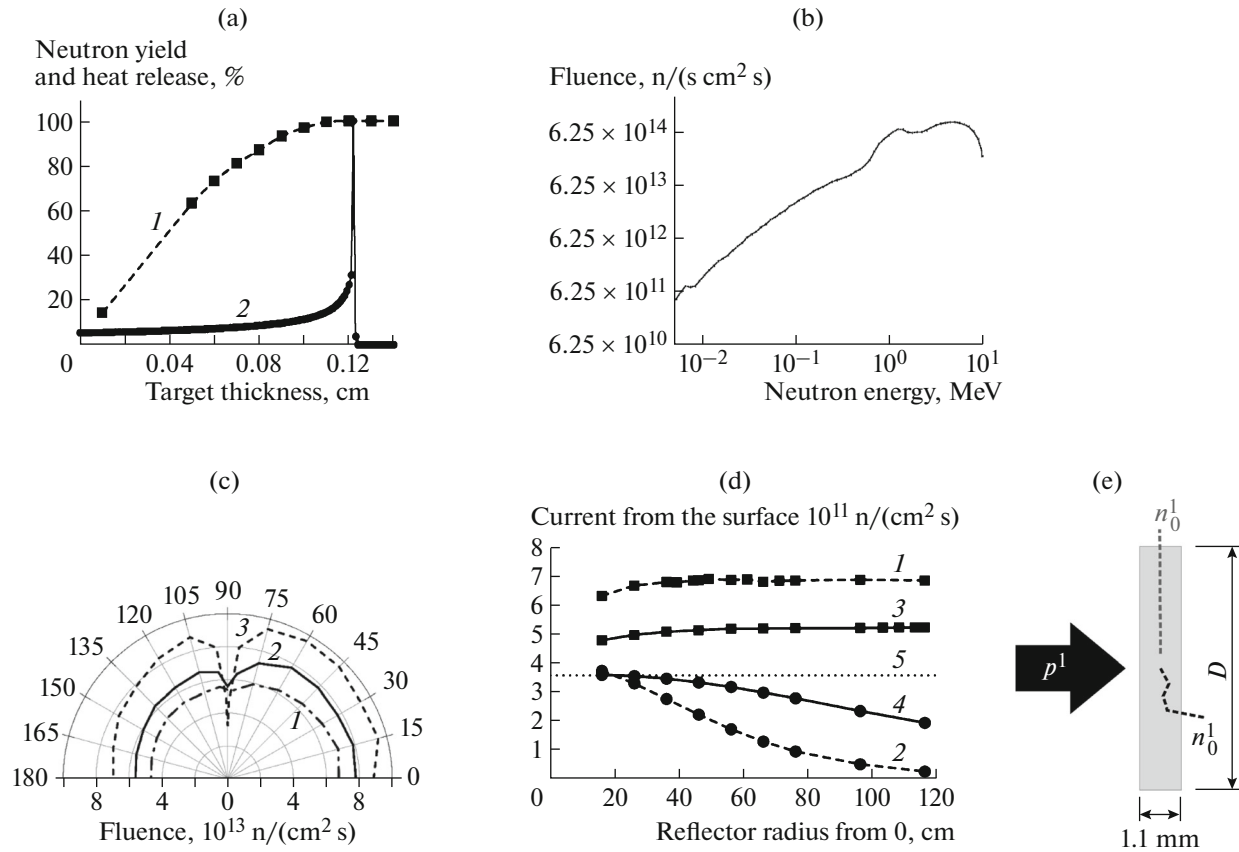 (a)
Neutron yield
and heat release, %
100
80
60
40
20
0
0.04
0.08
0.12
1
2
Target thickness, cm
(b)
Fluence, n/(s cm² s)
6.25 × 10¹⁴
6.25 × 10¹³
6.25 × 10¹²
6.25 × 10¹¹
6.25 × 10¹⁰
10⁻² 10⁻¹ 10⁰ 10¹
Neutron energy, MeV
(c)
90
105 75
120 60
135 45
150 30
165 15
180 0
3
2
1
8 4 0 4 8
Fluence, 10¹³ n/(cm² s)
(d)
Current from the surface 10¹¹ n/(cm² s)
8
7
6
5
4
3
2
1
0 20 40 60 80 100 120
1
3
5
4
2
Reflector radius from 0, cm
(e)
n₀¹
p¹
D
n₀¹
1.1 mm